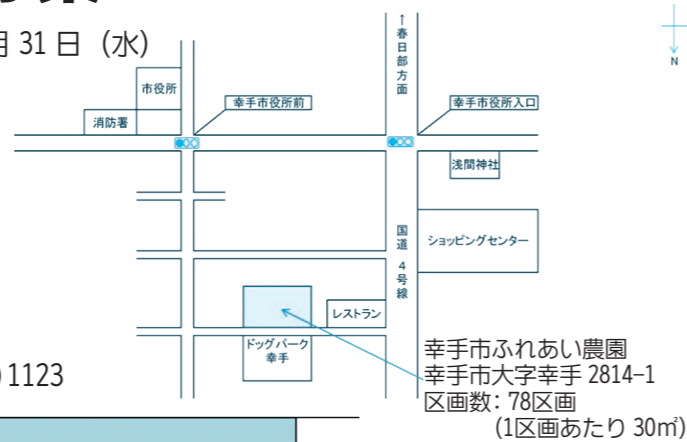 月 31 日（水）
↑春日部方面
N
市役所
幸手市役所前
幸手市役所入口
消防署
浅間神社
国道 4号線
ショッピングセンター
レストラン
ドッグパーク
幸手
幸手市ふれあい農園
幸手市大字幸手 2814−1
区画数：78区画
（1区画あたり 30㎡）
1123